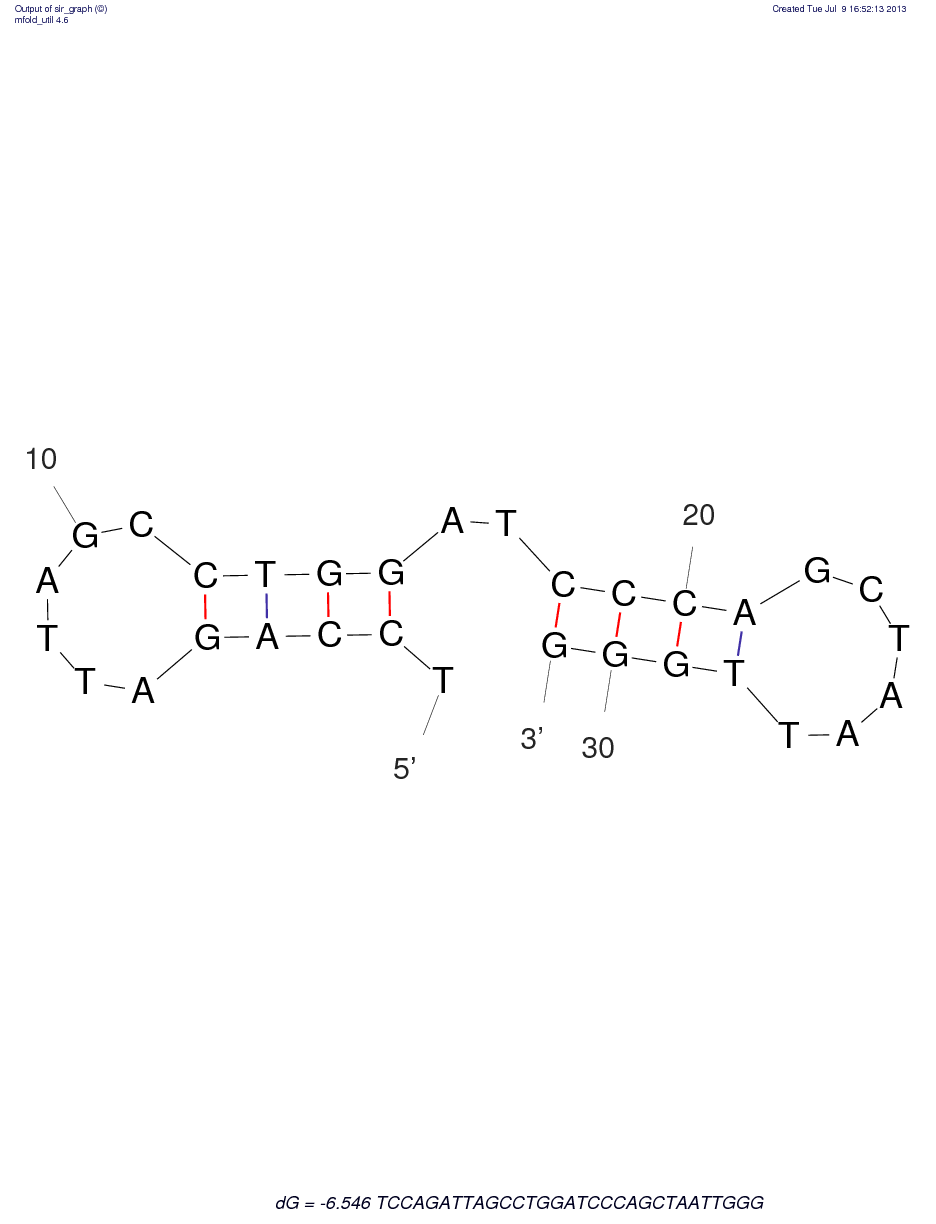 Output of sir_graph (©)
mfold_util 4.6
Created Tue Jul 9 16:52:13 2013
10
20
G C
A T
G
C
A
C T G G
C C C A
T
G A C C
G G G T
T
T A
T
A
T A
3’
30
5’
dG = -6.546 TCCAGATTAGCCTGGATCCCAGCTAATTGGG